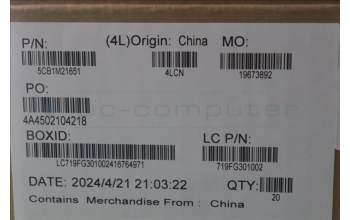 P/N: (4L)Origin: China MO:
5CB1M21651 4LCN 19673892
PO:
4A4502104218
c-computer
BOXID: LC P/N:
LC719FG301002416764971 719FG301002
DATE: 2024/4/21 21:03:22 QTY:
20
Contains Merchandise From : China